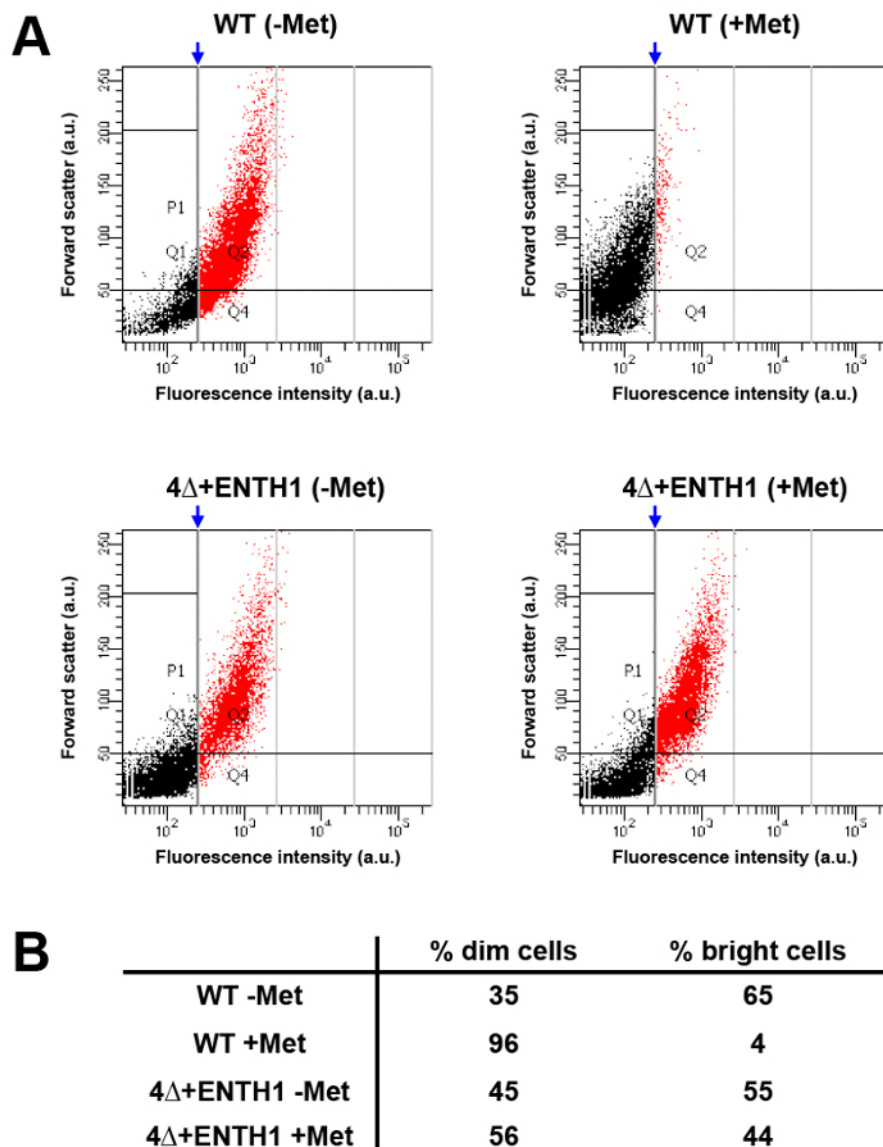 A
WT (-Met)
WT (+Met)
Forward scatter (a.u.)
250
200
150
100
50
P1
Q1
Q2
Q4
10² 10³ 10⁴ 10⁵
Fluorescence intensity (a.u.)
Forward scatter (a.u.)
250
200
150
100
50
P1
Q1
Q2
Q4
10² 10³ 10⁴ 10⁵
Fluorescence intensity (a.u.)
4Δ+ENTH1 (-Met)
4Δ+ENTH1 (+Met)
Forward scatter (a.u.)
250
200
150
100
50
P1
Q1
Q2
Q4
10² 10³ 10⁴ 10⁵
Fluorescence intensity (a.u.)
Forward scatter (a.u.)
250
200
150
100
50
P1
Q1
Q2
Q4
10² 10³ 10⁴ 10⁵
Fluorescence intensity (a.u.)
B
% dim cells % bright cells
WT -Met 35 65
WT +Met 96 4
4Δ+ENTH1 -Met 45 55
4Δ+ENTH1 +Met 56 44